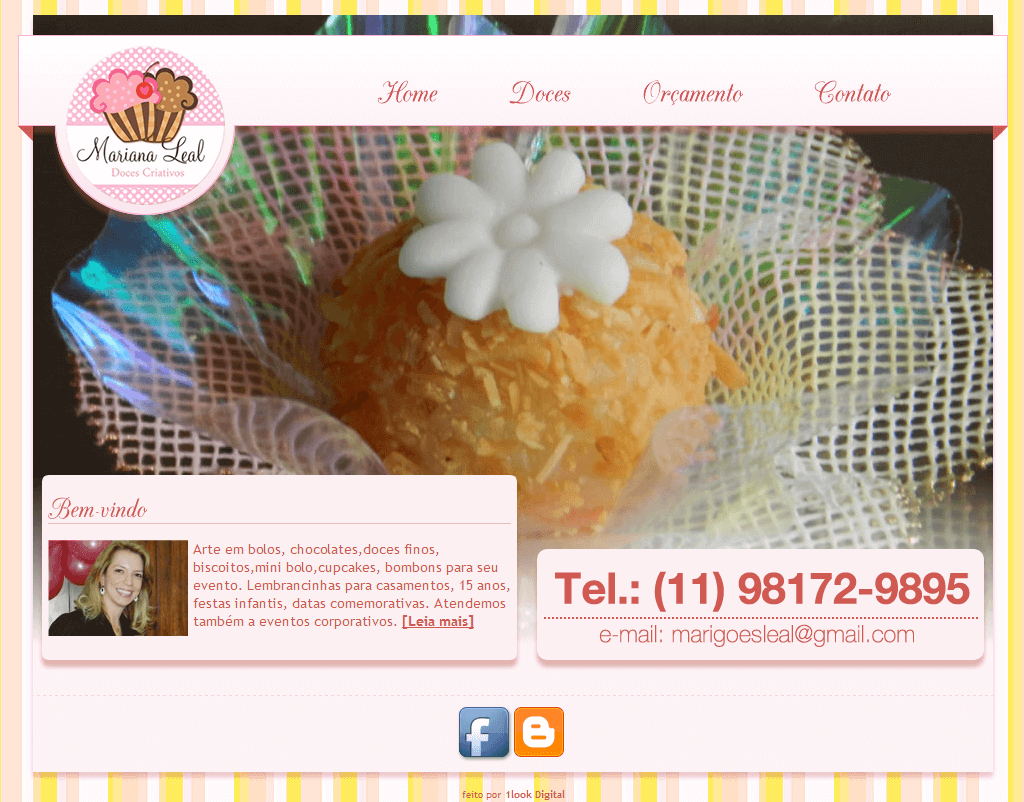 Mariana Leal
Doces Criativos
Home Doces Orçamento Contato
Bem-vindo
Arte em bolos, chocolates,doces finos,
biscoitos,mini bolo,cupcakes, bombons para seu
evento. Lembrancinhas para casamentos, 15 anos,
festas infantis, datas comemorativas. Atendemos
também a eventos corporativos. [Leia mais]
Tel.: (11) 98172-9895
e-mail: marigoesleal@gmail.com
feito por 1look Digital